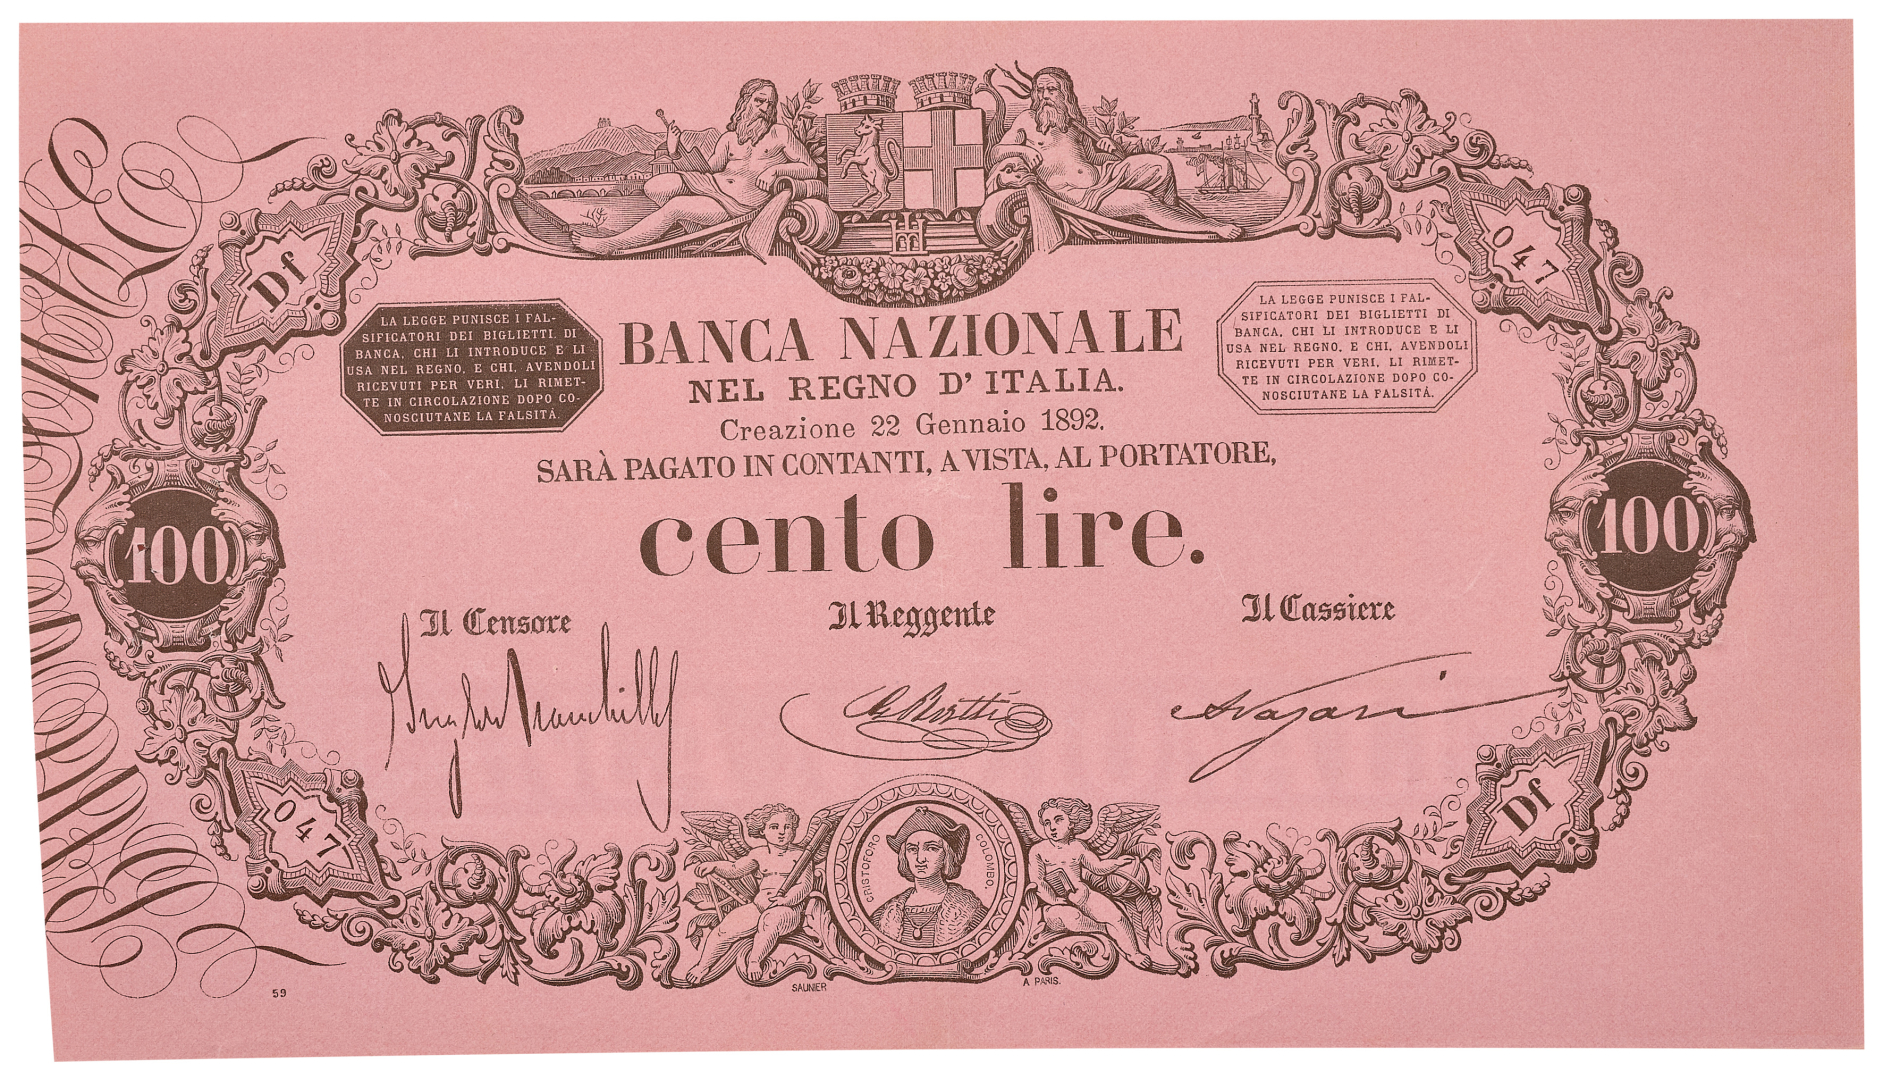 Df
047
LA LEGGE PUNISCE I FAL-
SIFICATORI DEI BIGLIETTI DI
BANCA, CHI LI INTRODUCE E LI
USA NEL REGNO, E CHI, AVENDOLI
RICEVUTI PER VERI, LI RIMET-
TE IN CIRCOLAZIONE DOPO CO-
NOSCIUTANE LA FALSITÀ.
BANCA NAZIONALE
NEL REGNO D'ITALIA.
Creazione 22 Gennaio 1892.
LA LEGGE PUNISCE I FAL-
SIFICATORI DEI BIGLIETTI DI
BANCA, CHI LI INTRODUCE E LI
USA NEL REGNO, E CHI, AVENDOLI
RICEVUTI PER VERI, LI RIMET-
TE IN CIRCOLAZIONE DOPO CO-
NOSCIUTANE LA FALSITÁ.
SARÀ PAGATO IN CONTANTI, A VISTA, AL PORTATORE,
100
cento lire.
100
Il Censore
Il Reggente
Il Cassiere
047
Df
CRISTOFORO COLOMBO.
59
SAUNIER
A PARIS.